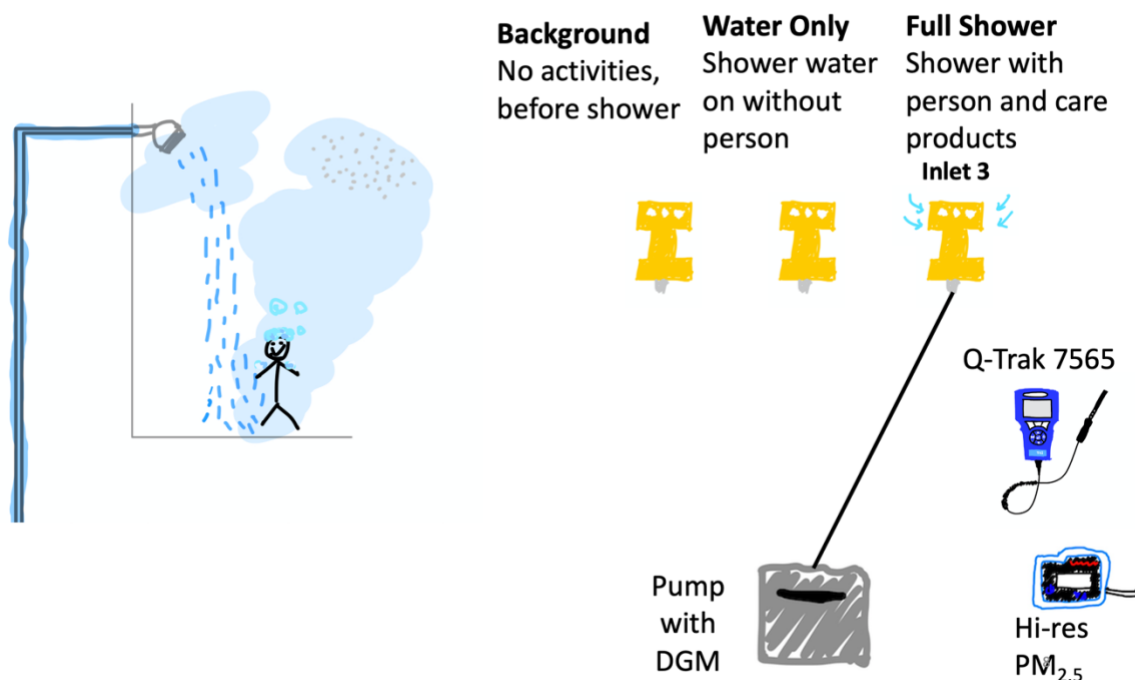 Background
No activities,
before shower
Water Only
Shower water
on without
person
Full Shower
Shower with
person and care
products
Inlet 3
Q-Trak 7565
Pump
with
DGM
Hi-res
PM2.5